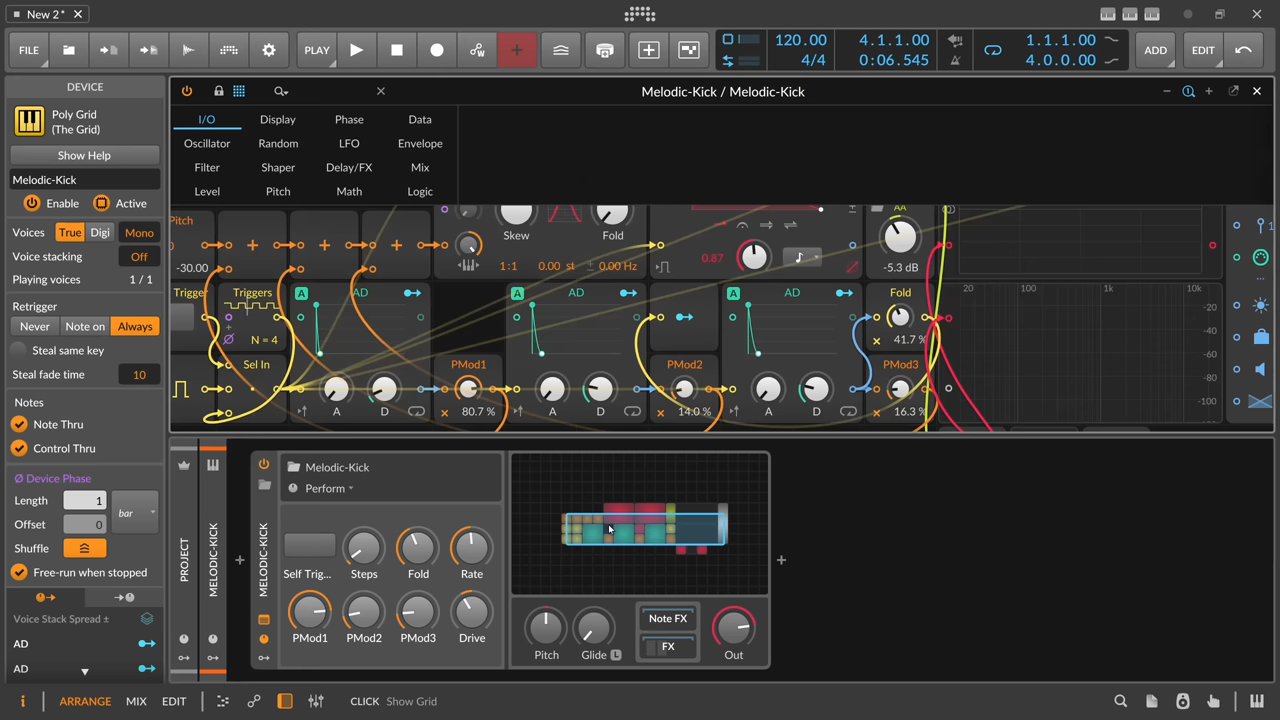 New 2*
FILE
PLAY
120.00
4/4
4.1.1.00
0:06.545
1.1.1.00
4.0.0.00
ADD
EDIT
DEVICE
Poly Grid
(The Grid)
Show Help
Melodic-Kick
Enable
Active
Voices
True
Digi
Mono
Voice stacking
Off
Playing voices
1 / 1
Retrigger
Never
Note on
Always
Steal same key
Steal fade time
10
Notes
Note Thru
Control Thru
Ø Device Phase
Length
1
bar
Offset
0
Shuffle
Free-run when stopped
Voice Stack Spread ±
AD
AD
Melodic-Kick / Melodic-Kick
I/O
Display
Phase
Data
Oscillator
Random
LFO
Envelope
Filter
Shaper
Delay/FX
Mix
Level
Pitch
Math
Logic
Pitch
-30.00
Skew
Fold
1:1
0.00 st
± 0.00 Hz
0.87
AA
-5.3 dB
Trigger
Triggers
N = 4
Sel In
A
AD
A
D
PMod1
80.7 %
A
AD
A
D
PMod2
14.0 %
A
AD
A
D
Fold
41.7 %
PMod3
16.3 %
20
100
1k
10k
-20
-40
-60
-80
-100
100
1k
10k
PROJECT
MELODIC-KICK
MELODIC-KICK
Melodic-Kick
Perform
Self Trig...
Steps
Fold
Rate
PMod1
PMod2
PMod3
Drive
Pitch
Glide
L
Note FX
FX
Out
i
ARRANGE
MIX
EDIT
CLICK
Show Grid